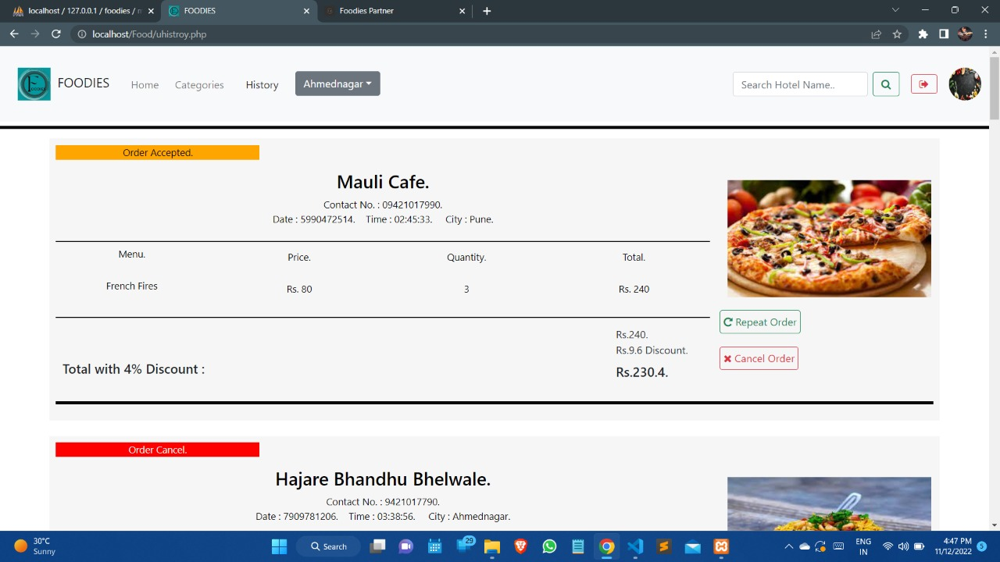 localhost / 127.0.0.1 / foodies /
FOODIES
Foodies Partner
localhost/Food/uhistroy.php
FOODIES
Home
Categories
History
Ahmednagar
Search Hotel Name..
Order Accepted.
Mauli Cafe.
Contact No. : 09421017990.
Date : 5990472514. Time : 02:45:33. City : Pune.
Menu. Price. Quantity. Total.
French Fires Rs. 80 3 Rs. 240
Repeat Order
Rs.240.
Rs.9.6 Discount.
Cancel Order
Total with 4% Discount : Rs.230.4.
Order Cancel.
Hajare Bhandhu Bhelwale.
Contact No. : 9421017790.
Date : 7909781206. Time : 03:38:56. City : Ahmednagar.
30°C
Sunny
Search
29
ENG
IN
4:47 PM
11/12/2022
5